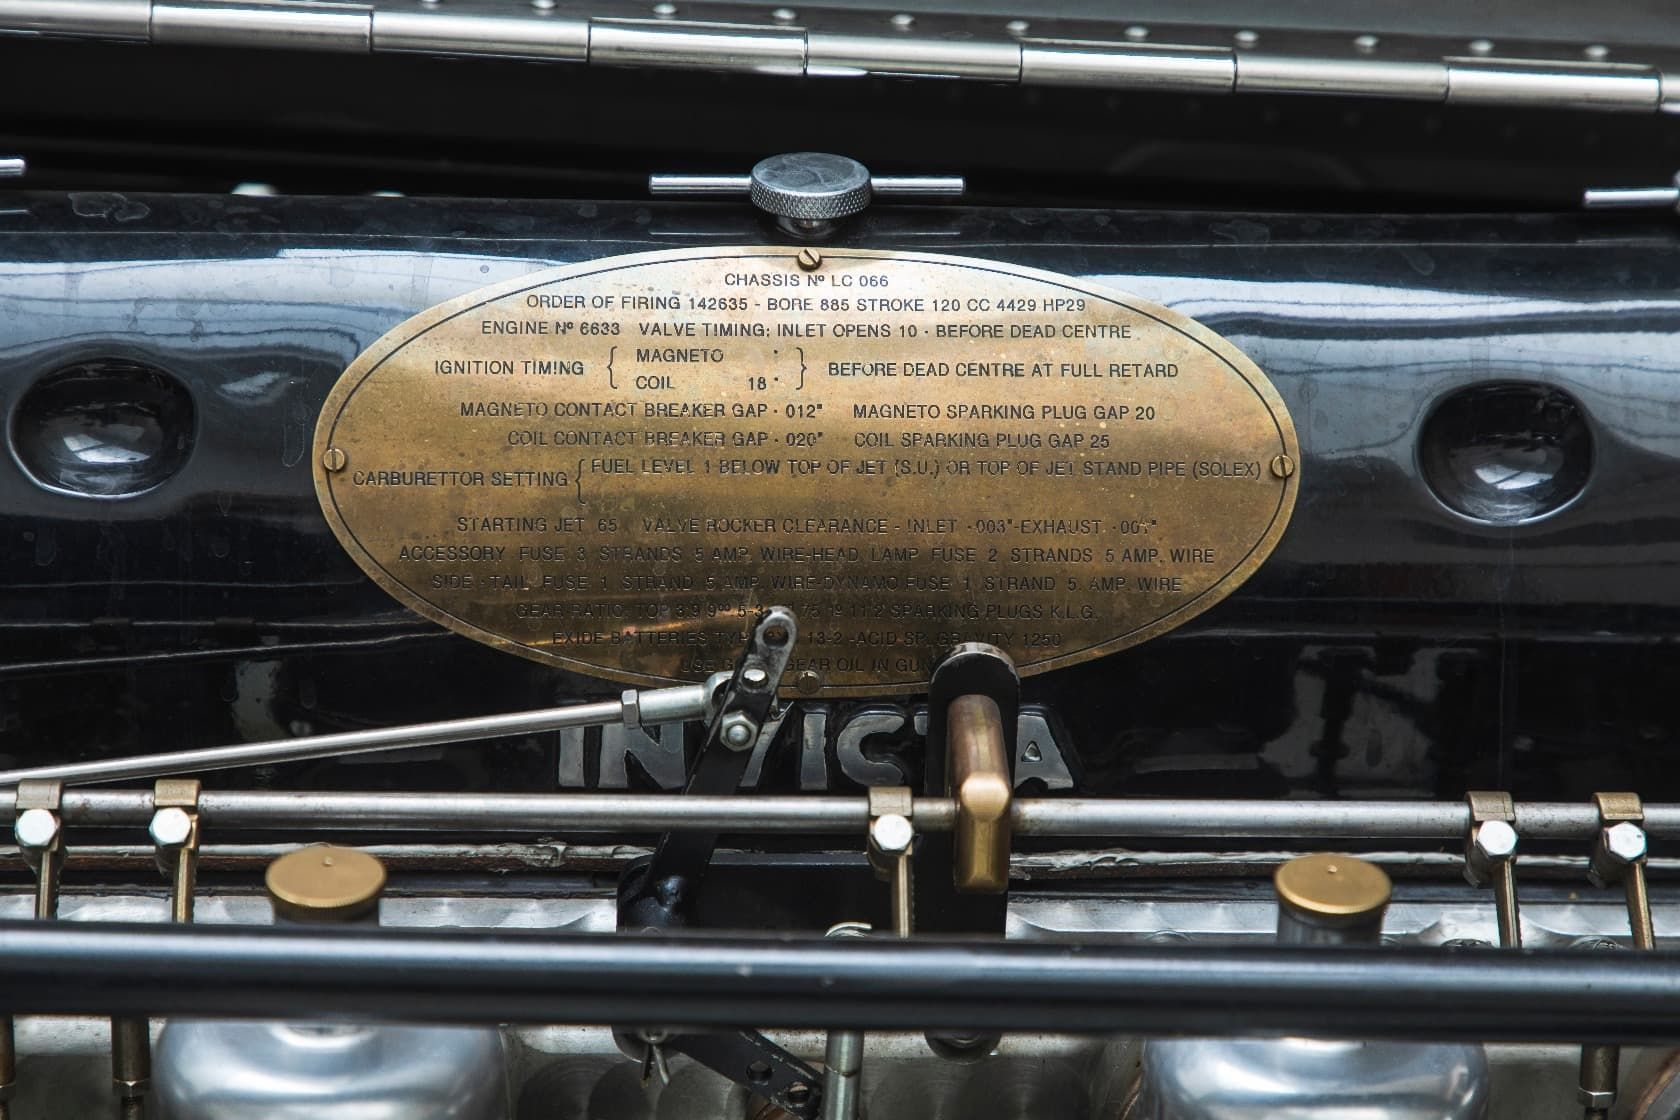 CHASSIS Nº LC 066
ORDER OF FIRING 142635 - BORE 885 STROKE 120 CC 4429 HP29
ENGINE Nº 6633 VALVE TIMING: INLET OPENS 10 · BEFORE DEAD CENTRE
IGNITION TIMING { MAGNETO ° } BEFORE DEAD CENTRE AT FULL RETARD
COIL 18°
MAGNETO CONTACT BREAKER GAP · 012" MAGNETO SPARKING PLUG GAP 20
COIL CONTACT BREAKER GAP · 020" COIL SPARKING PLUG GAP 25
CARBURETTOR SETTING { FUEL LEVEL 1 BELOW TOP OF JET (S.U.) OR TOP OF JET STAND PIPE (SOLEX)
STARTING JET 65 VALVE ROCKER CLEARANCE - INLET ·003"-EXHAUST
ACCESSORY FUSE 3 STRANDS 5 AMP. WIRE-HEAD LAMP FUSE 2 STRANDS 5 AMP. WIRE
SIDE TAIL FUSE 1 STRAND 5 AMP. WIRE-DYNAMO FUSE 1 STRAND 5. AMP. WIRE
GEAR RATIO TOP 3.9 SPARKING PLUGS K.L.G.
EXIDE BATTERIES 13-2 -ACID SP. GRAVITY 1250
USE GEAR OIL IN
INVICTA